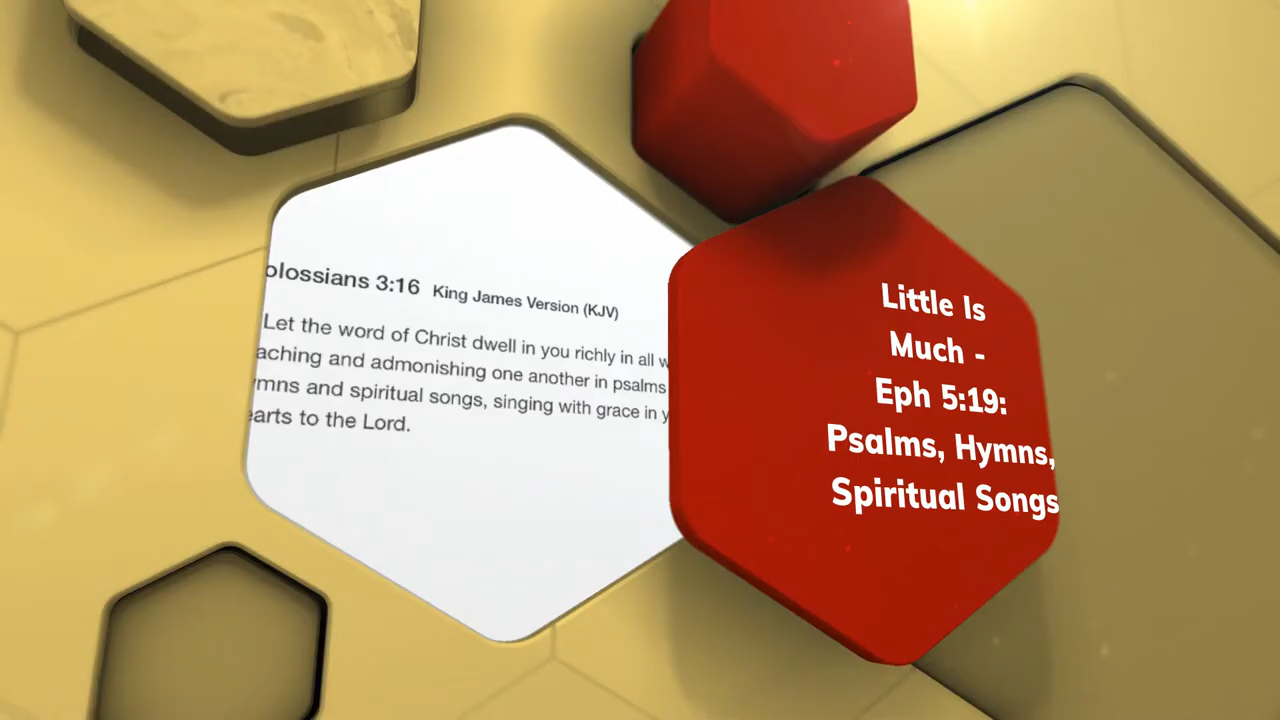 olossians 3:16 King James Version (KJV)
Let the word of Christ dwell in you richly in all w
aching and admonishing one another in psalms
mns and spiritual songs, singing with grace in y
earts to the Lord.
Little Is
Much -
Eph 5:19:
Psalms, Hymns,
Spiritual Songs